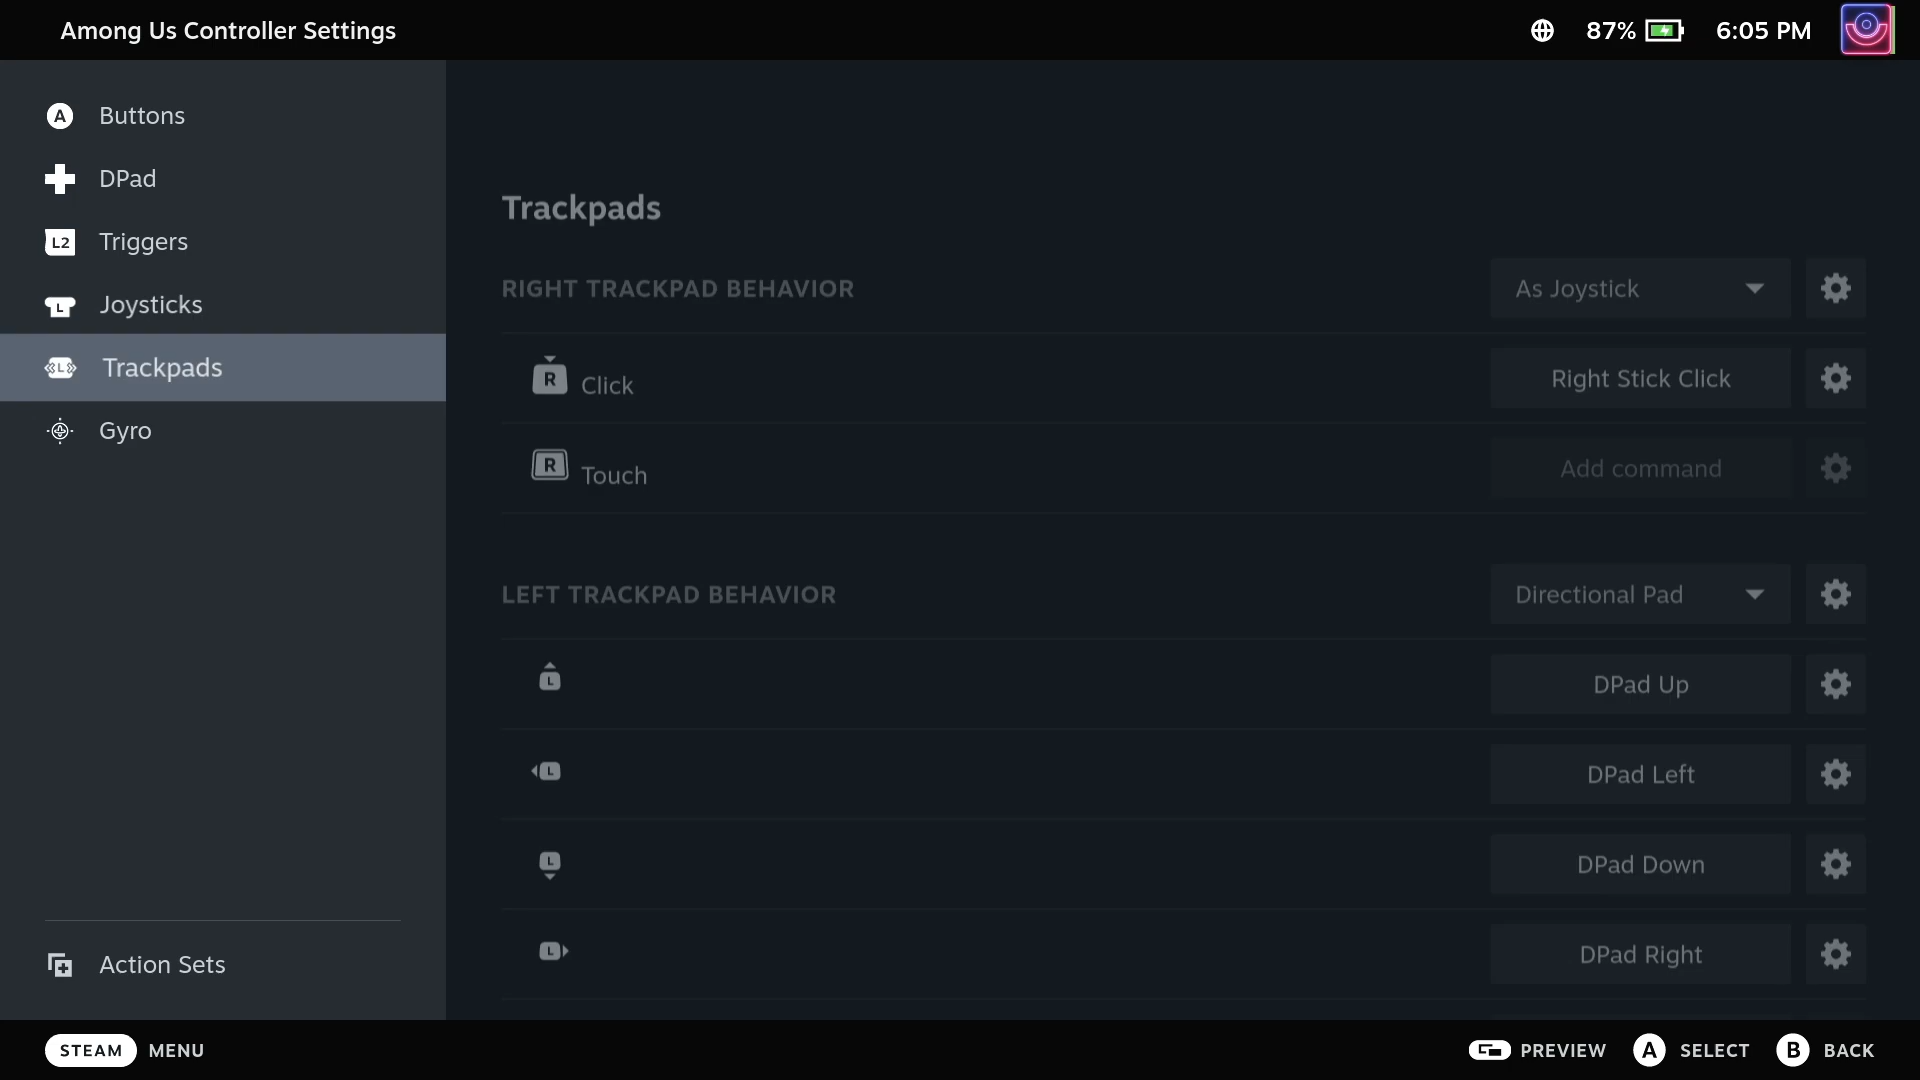 Among Us Controller Settings
87%
6:05 PM
A Buttons
DPad
L2 Triggers
L Joysticks
L Trackpads
Gyro
Action Sets
Trackpads
RIGHT TRACKPAD BEHAVIOR
As Joystick
R Click
Right Stick Click
R Touch
Add command
LEFT TRACKPAD BEHAVIOR
Directional Pad
L
DPad Up
L
DPad Left
L
DPad Down
L
DPad Right
STEAM MENU
PREVIEW
A SELECT
B BACK